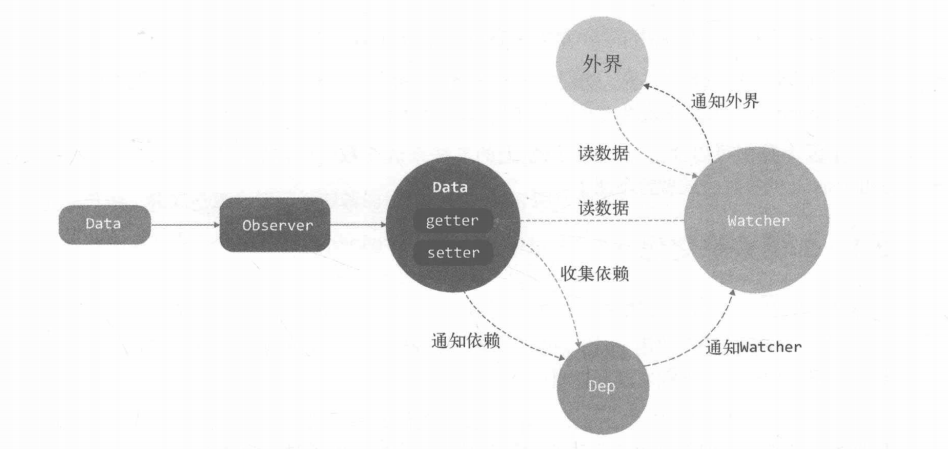 外界
通知外界
读数据
Data
读数据
getter
Data
Observer
Watcher
setter
收集依赖
通知依赖
通知Watcher
Dep